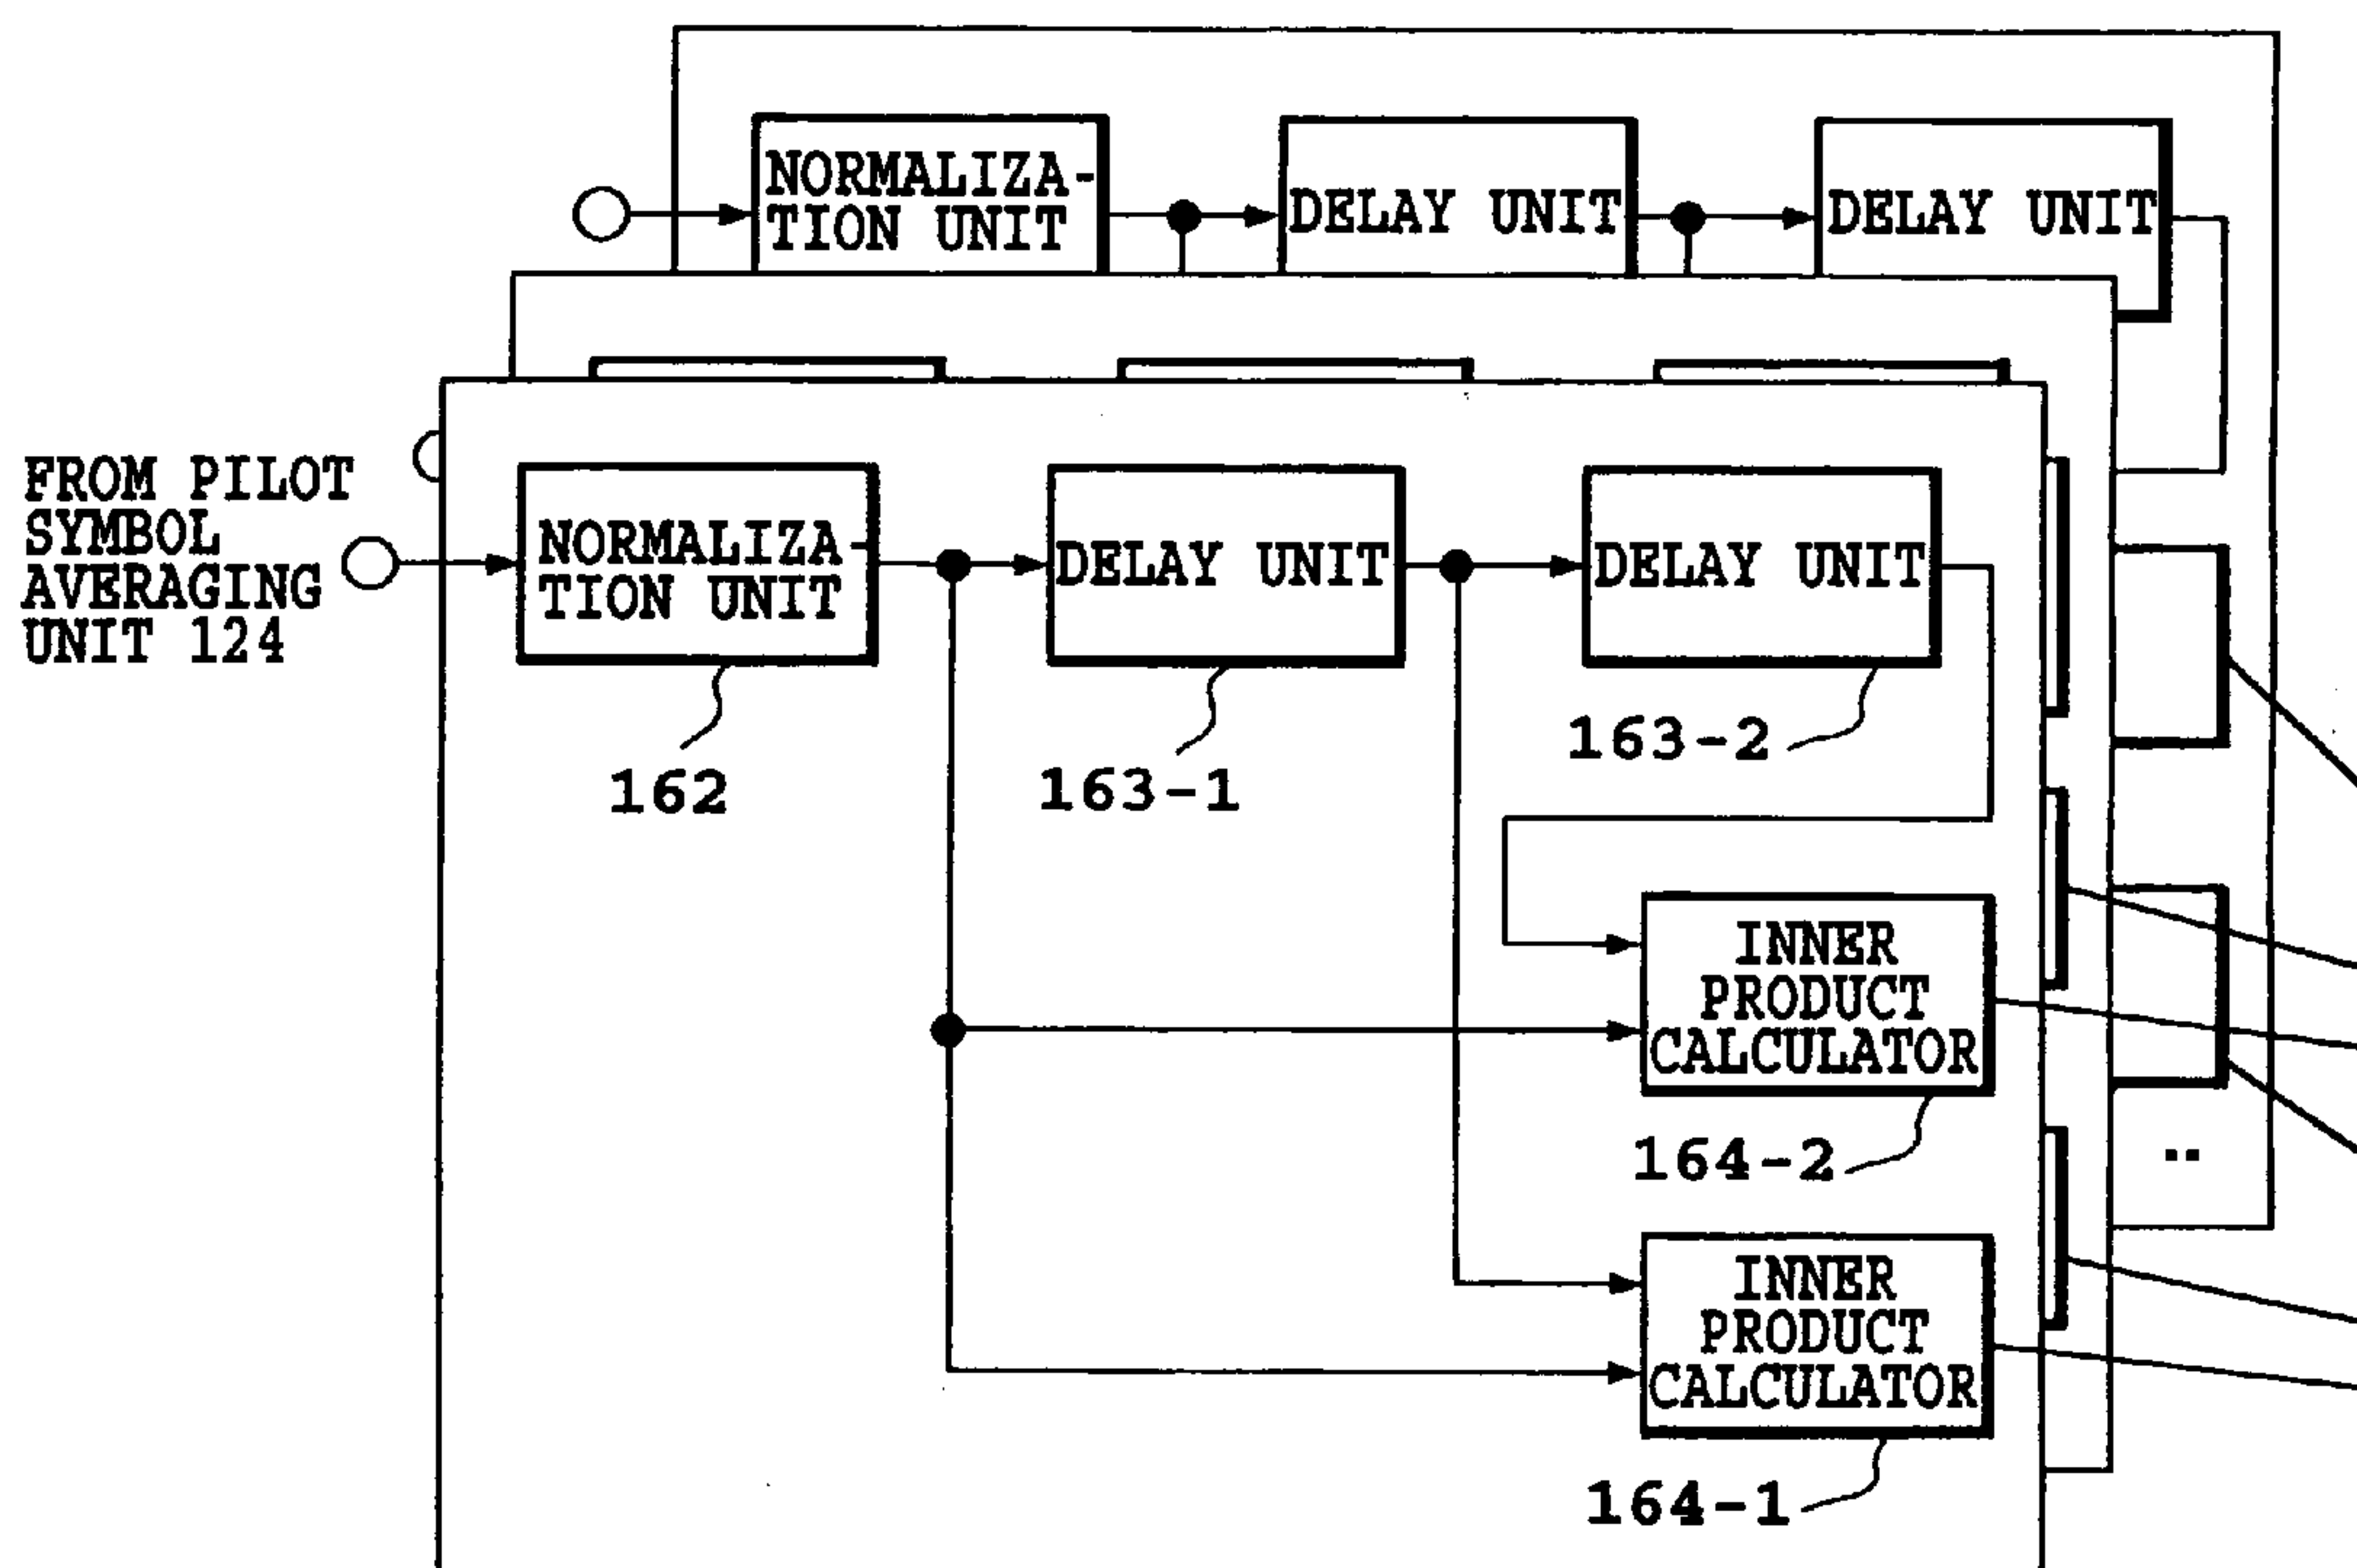 NORMALIZA-
TION UNIT
DELAY UNIT
DELAY UNIT
FROM PILOT
SYMBOL
AVERAGING
UNIT 124
NORMALIZA-
TION UNIT
DELAY UNIT
DELAY UNIT
162
163-1
163-2
INNER
PRODUCT
CALCULATOR
164-2
INNER
PRODUCT
CALCULATOR
164-1